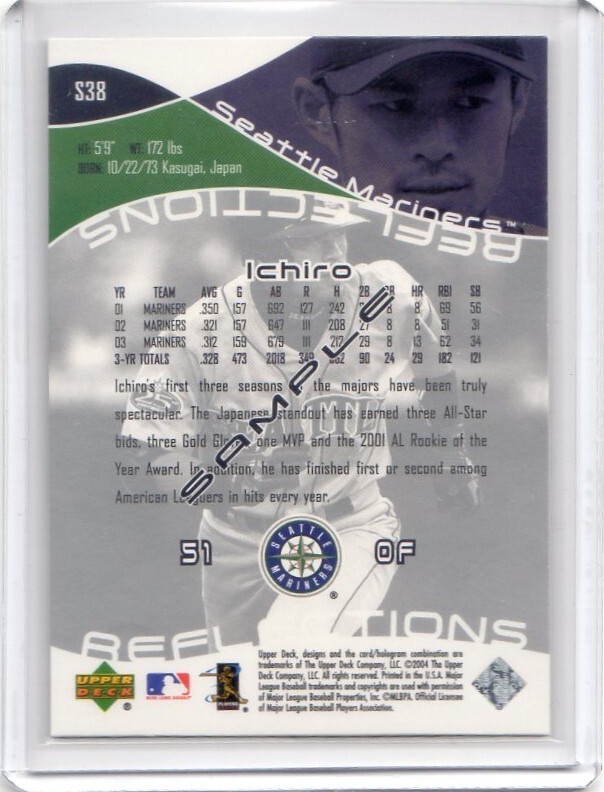 S38
HT: 5'9" WT: 172 lbs
BORN: 10/22/73 Kasugai, Japan
Seattle Mariners™
REFLECTIONS
Ichiro
YR TEAM AVG G AB R H 2B 3B HR RBI SB
01 MARINERS .350 157 692 127 242 8 8 69 56
02 MARINERS .321 157 647 111 208 27 8 8 51 31
03 MARINERS .312 159 679 111 212 29 8 13 62 34
3-YR TOTALS .328 473 2018 349 662 90 24 29 182 121
Ichiro's first three seasons in the majors have been truly
spectacular. The Japanese standout has earned three All-Star
bids, three Gold Gloves, one MVP and the 2001 AL Rookie of the
Year Award. In addition, he has finished first or second among
American Leaguers in hits every year.
SAMPLE
51 SEATTLE MARINERS ® OF
REFLECTIONS
Upper Deck, designs and the card/hologram combination are
trademarks of The Upper Deck Company, LLC. ©2004 The Upper
Deck Company, LLC. All rights reserved. Printed in the U.S.A. Major
League Baseball trademarks and copyrights are used with permission
of Major League Baseball Properties, Inc. ©MLBPA. Official Licensee
of Major League Baseball Players Association.
UPPER DECK ®
PLAYERS